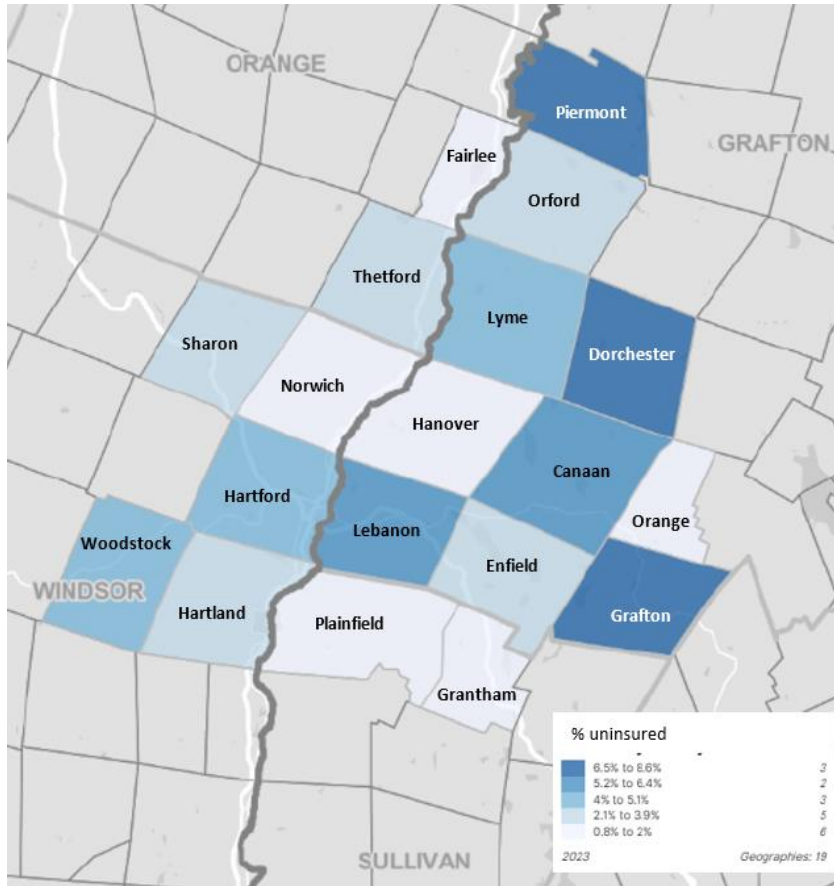 ORANGE
Piermont
GRAFTON
Fairlee
Orford
Thetford
Lyme
Sharon
Dorchester
Norwich
Hanover
Canaan
Hartford
Orange
Lebanon
Woodstock
Enfield
WINDSOR
Hartland
Plainfield
Grafton
Grantham
% uninsured
6.5% to 8.6% 3
5.2% to 6.4% 2
4% to 5.1% 3
2.1% to 3.9% 5
0.8% to 2% 6
2023 Geographies: 19
SULLIVAN